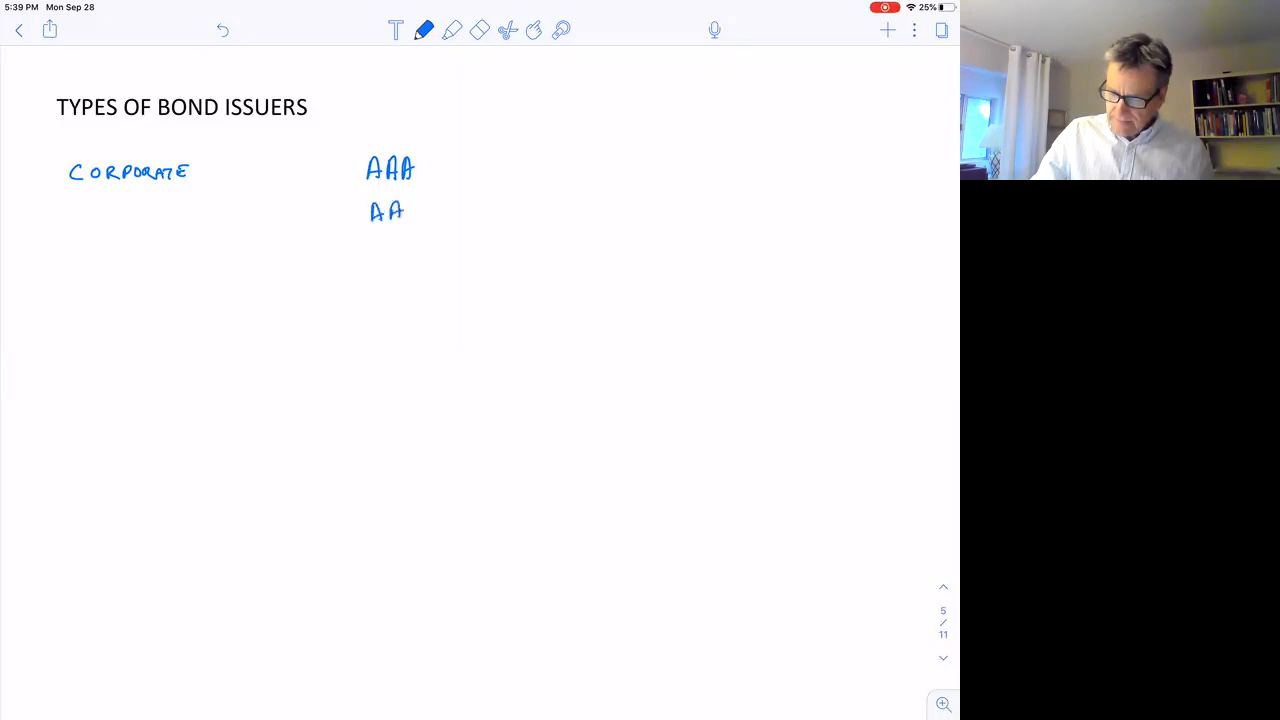 5:39 PM Mon Sep 28
25%
T
TYPES OF BOND ISSUERS
CORPORATE AAA
AA
5
/
11